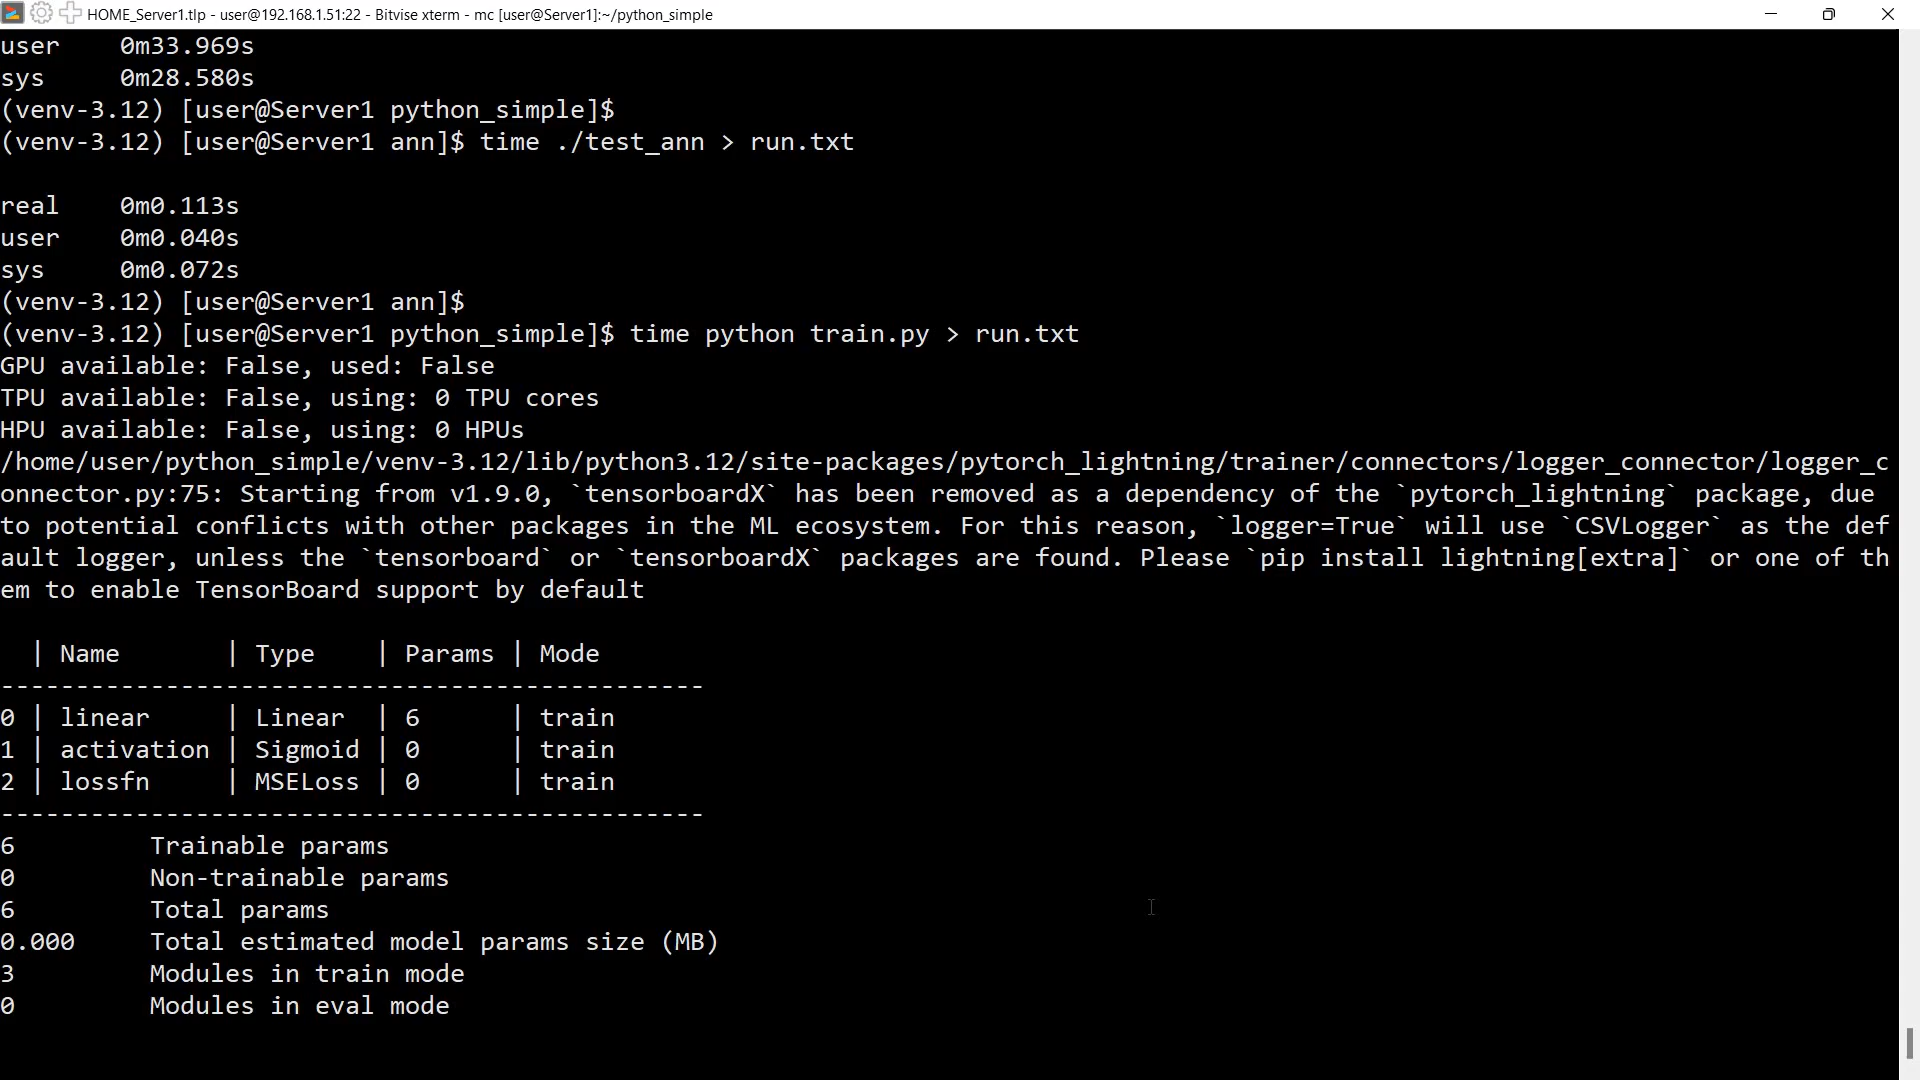 HOME_Server1.tlp - user@192.168.1.51:22 - Bitvise xterm - mc [user@Server1]:~/python_simple
user    0m33.969s
sys     0m28.580s
(venv-3.12) [user@Server1 python_simple]$
(venv-3.12) [user@Server1 ann]$ time ./test_ann > run.txt
real    0m0.113s
user    0m0.040s
sys     0m0.072s
(venv-3.12) [user@Server1 ann]$
(venv-3.12) [user@Server1 python_simple]$ time python train.py > run.txt
GPU available: False, used: False
TPU available: False, using: 0 TPU cores
HPU available: False, using: 0 HPUs
/home/user/python_simple/venv-3.12/lib/python3.12/site-packages/pytorch_lightning/trainer/connectors/logger_connector/logger_c
onnector.py:75: Starting from v1.9.0, `tensorboardX` has been removed as a dependency of the `pytorch_lightning` package, due
to potential conflicts with other packages in the ML ecosystem. For this reason, `logger=True` will use `CSVLogger` as the def
ault logger, unless the `tensorboard` or `tensorboardX` packages are found. Please `pip install lightning[extra]` or one of th
em to enable TensorBoard support by default
  | Name       | Type    | Params | Mode
-----------------------------------------------
0 | linear     | Linear  | 6      | train
1 | activation | Sigmoid | 0      | train
2 | lossfn     | MSELoss | 0      | train
-----------------------------------------------
6         Trainable params
0         Non-trainable params
6         Total params
0.000     Total estimated model params size (MB)
3         Modules in train mode
0         Modules in eval mode